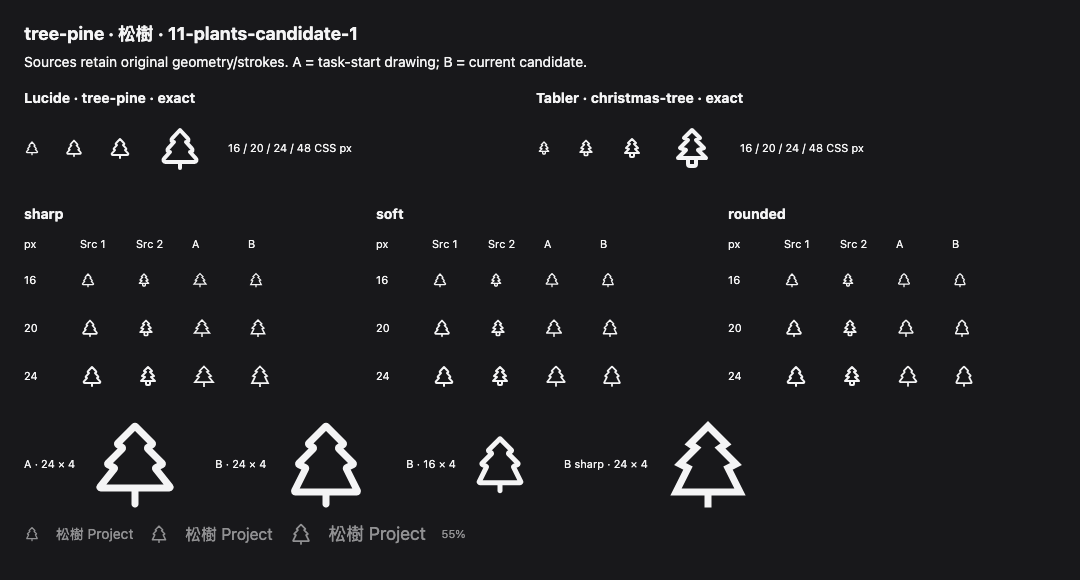 tree-pine · 松樹 · 11-plants-candidate-1
Sources retain original geometry/strokes. A = task-start drawing; B = current candidate.
Lucide · tree-pine · exact
Tabler · christmas-tree · exact
16 / 20 / 24 / 48 CSS px
16 / 20 / 24 / 48 CSS px
sharp
px Src 1 Src 2 A B
16
20
24
soft
px Src 1 Src 2 A B
16
20
24
rounded
px Src 1 Src 2 A B
16
20
24
A · 24 × 4
B · 24 × 4
B · 16 × 4
B sharp · 24 × 4
松樹 Project 松樹 Project 松樹 Project 55%